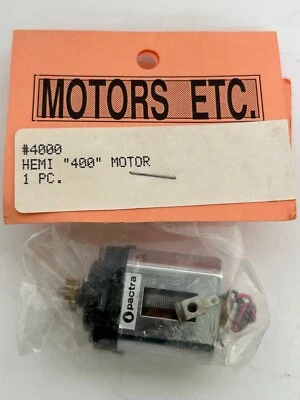 MOTORS ETC.
#4000
HEMI "400" MOTOR
1 PC.
pactra